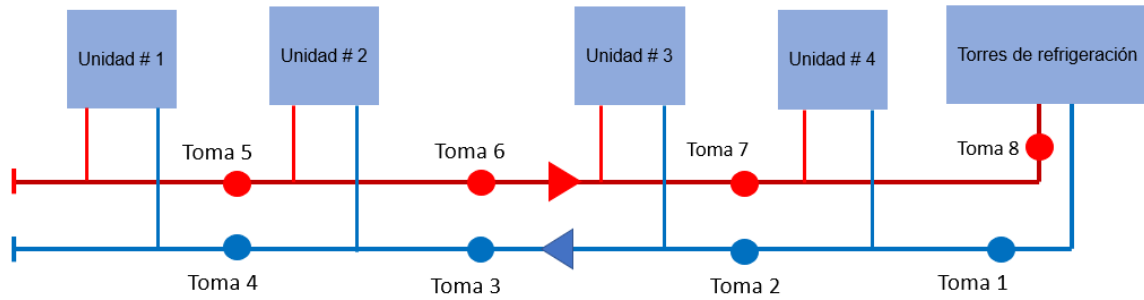 Unidad # 1
Unidad # 2
Unidad # 3
Unidad # 4
Torres de refrigeración
Toma 5
Toma 6
Toma 7
Toma 8
Toma 4
Toma 3
Toma 2
Toma 1